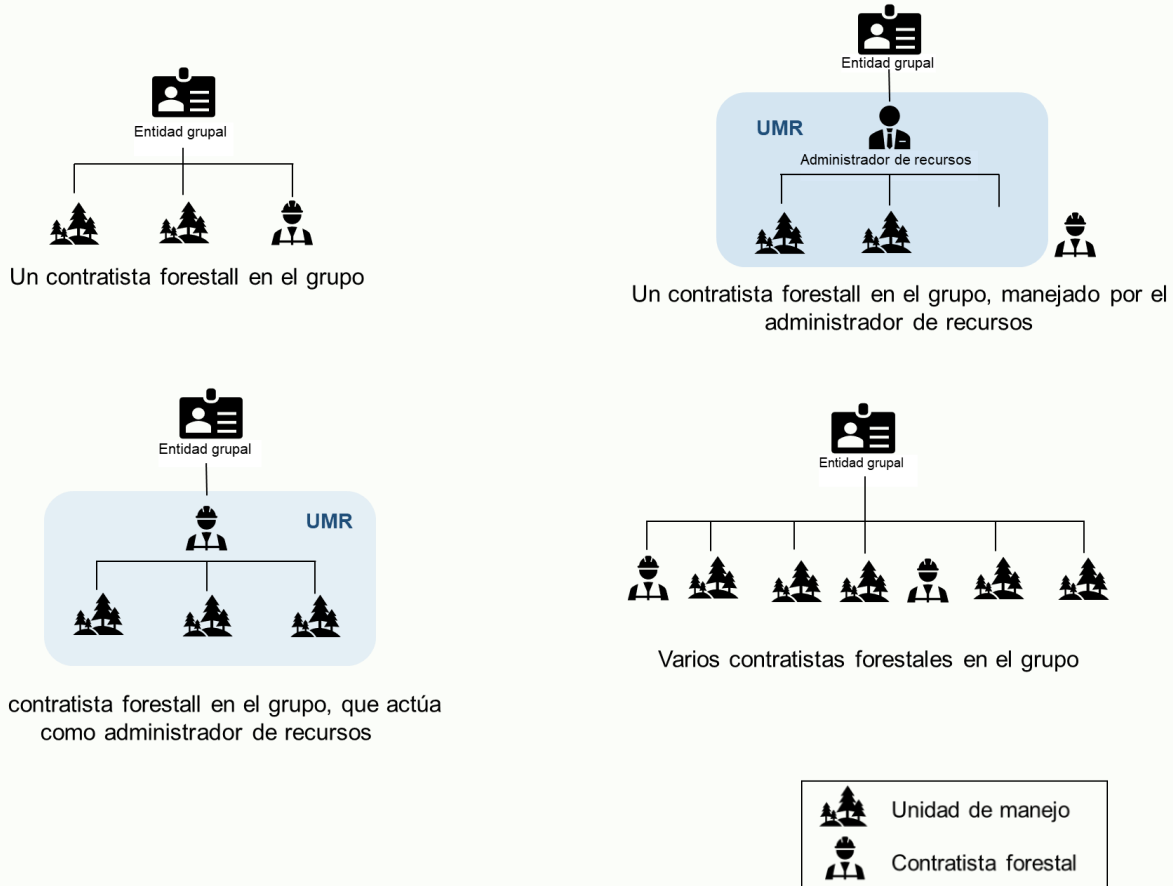 Entidad grupal
Un contratista forestall en el grupo
Entidad grupal
UMR
Administrador de recursos
Un contratista forestall en el grupo, manejado por el
administrador de recursos
Entidad grupal
UMR
contratista forestall en el grupo, que actúa
como administrador de recursos
Entidad grupal
Varios contratistas forestales en el grupo
Unidad de manejo
Contratista forestal